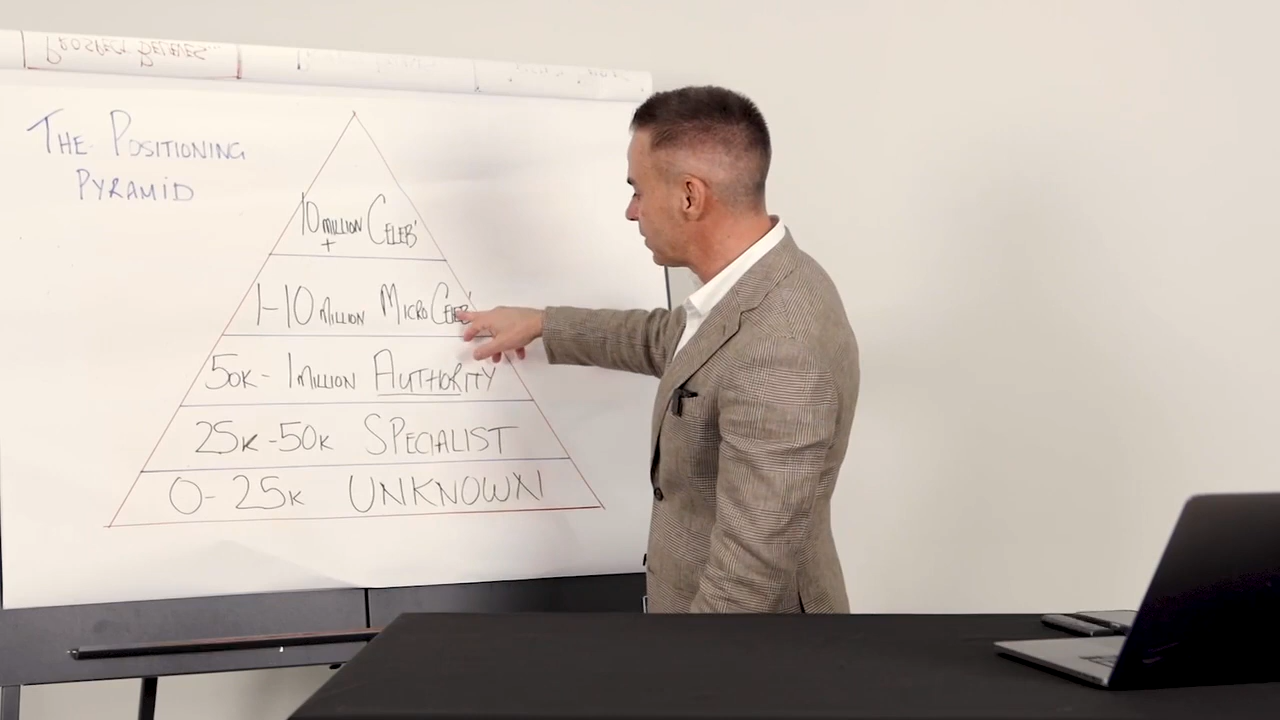 The Positioning
Pyramid
10 Million Celeb'
+
1-10 Million Micro Celeb'
50k - 1 Million Authority
25k - 50k Specialist
0 - 25k Unknown